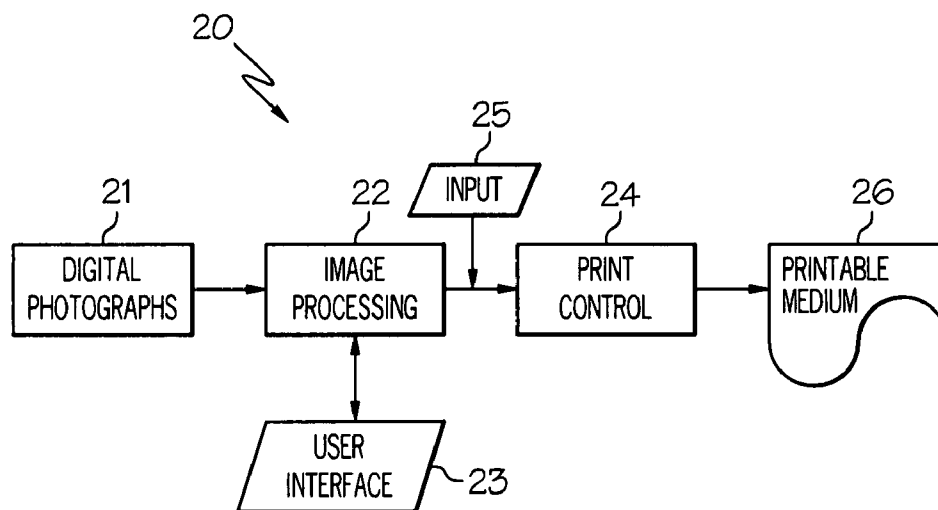 20
25
INPUT
21
22
24
26
DIGITAL
PHOTOGRAPHS
IMAGE
PROCESSING
PRINT
CONTROL
PRINTABLE
MEDIUM
USER
INTERFACE
23